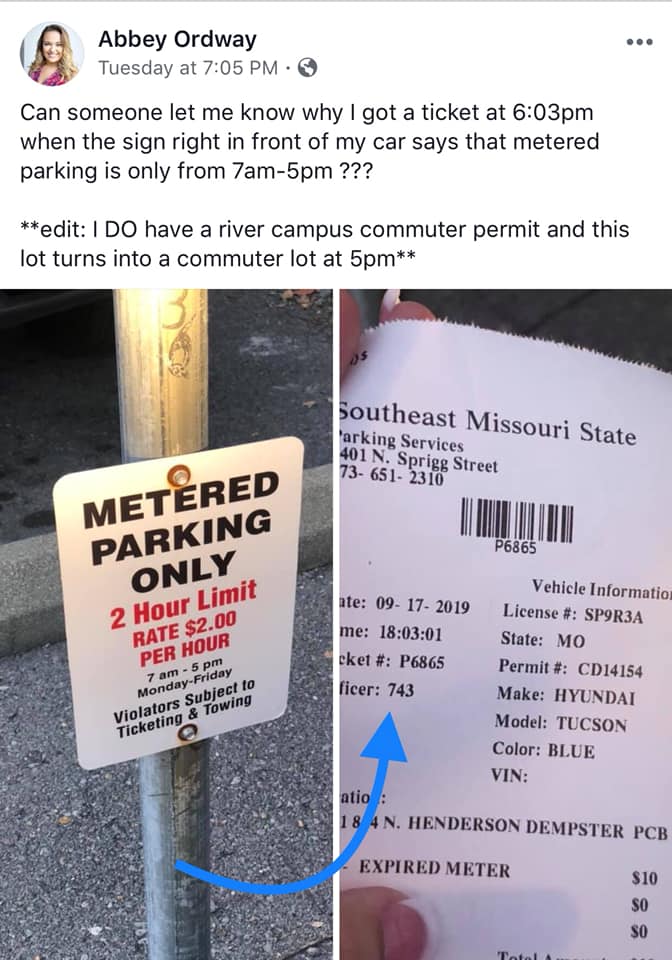 Abbey Ordway
Tuesday at 7:05 PM ·
Can someone let me know why I got a ticket at 6:03pm
when the sign right in front of my car says that metered
parking is only from 7am-5pm ???
**edit: I DO have a river campus commuter permit and this
lot turns into a commuter lot at 5pm**
METERED
PARKING
ONLY
2 Hour Limit
RATE $2.00
PER HOUR
7 am - 5 pm
Monday-Friday
Violators Subject to
Ticketing & Towing
Southeast Missouri State
arking Services
401 N. Sprigg Street
73- 651- 2310
P6865
Vehicle Informatio
ate: 09- 17- 2019
License #: SP9R3A
me: 18:03:01
State: MO
cket #: P6865
Permit #: CD14154
ficer: 743
Make: HYUNDAI
Model: TUCSON
Color: BLUE
VIN:
atio :
N. HENDERSON DEMPSTER PCB
EXPIRED METER
$10
$0
$0